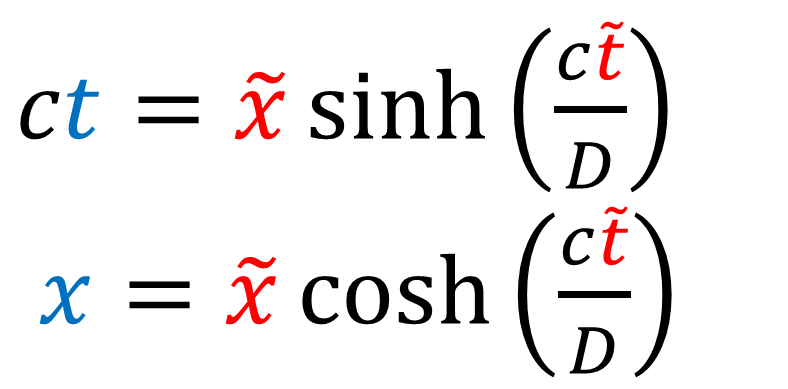 ct = x̃ sinh (ct̃/D)
x = x̃ cosh (ct̃/D)